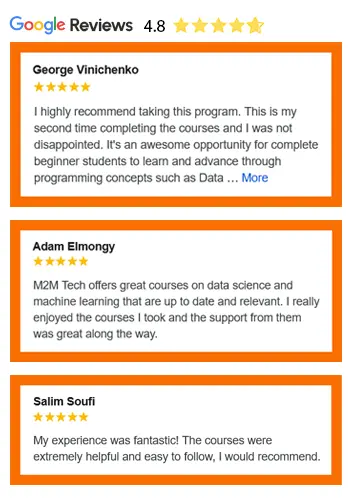 Google Reviews 4.8
George Vinichenko
I highly recommend taking this program. This is my
second time completing the courses and I was not
disappointed. It's an awesome opportunity for complete
beginner students to learn and advance through
programming concepts such as Data … More
Adam Elmongy
M2M Tech offers great courses on data science and
machine learning that are up to date and relevant. I really
enjoyed the courses I took and the support from them
was great along the way.
Salim Soufi
My experience was fantastic! The courses were
extremely helpful and easy to follow, I would recommend.